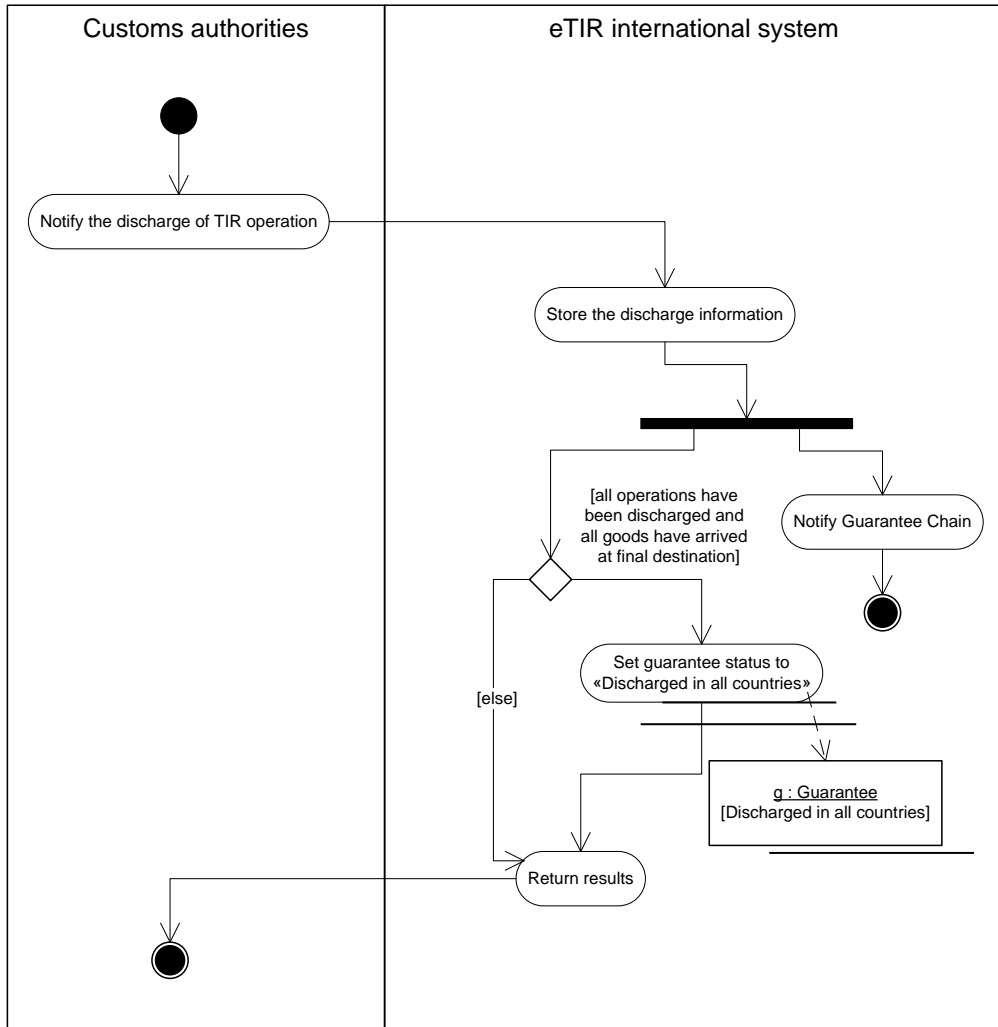 Customs authorities
eTIR international system
Notify the discharge of TIR operation
Store the discharge information
[all operations have
been discharged and
all goods have arrived
at final destination]
Notify Guarantee Chain
Set guarantee status to
«Discharged in all countries»
[else]
g : Guarantee
[Discharged in all countries]
Return results